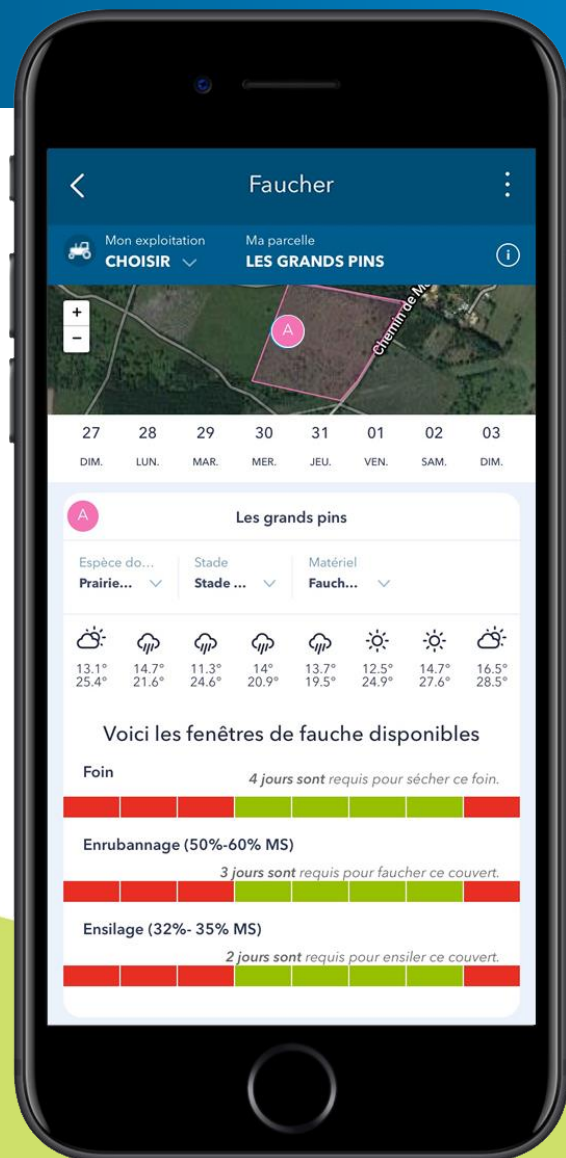 Faucher
Mon exploitation
CHOISIR
Ma parcelle
LES GRANDS PINS
i
+
−
A
Chemin de M
27 28 29 30 31 01 02 03
DIM. LUN. MAR. MER. JEU. VEN. SAM. DIM.
A
Les grands pins
Espèce do... Stade Matériel
Prairie... Stade ... Fauch...
13.1° 14.7° 11.3° 14° 13.7° 12.5° 14.7° 16.5°
25.4° 21.6° 24.6° 20.9° 19.5° 24.9° 27.6° 28.5°
Voici les fenêtres de fauche disponibles
Foin
4 jours sont requis pour sécher ce foin.
Enrubannage (50%-60% MS)
3 jours sont requis pour faucher ce couvert.
Ensilage (32%- 35% MS)
2 jours sont requis pour ensiler ce couvert.